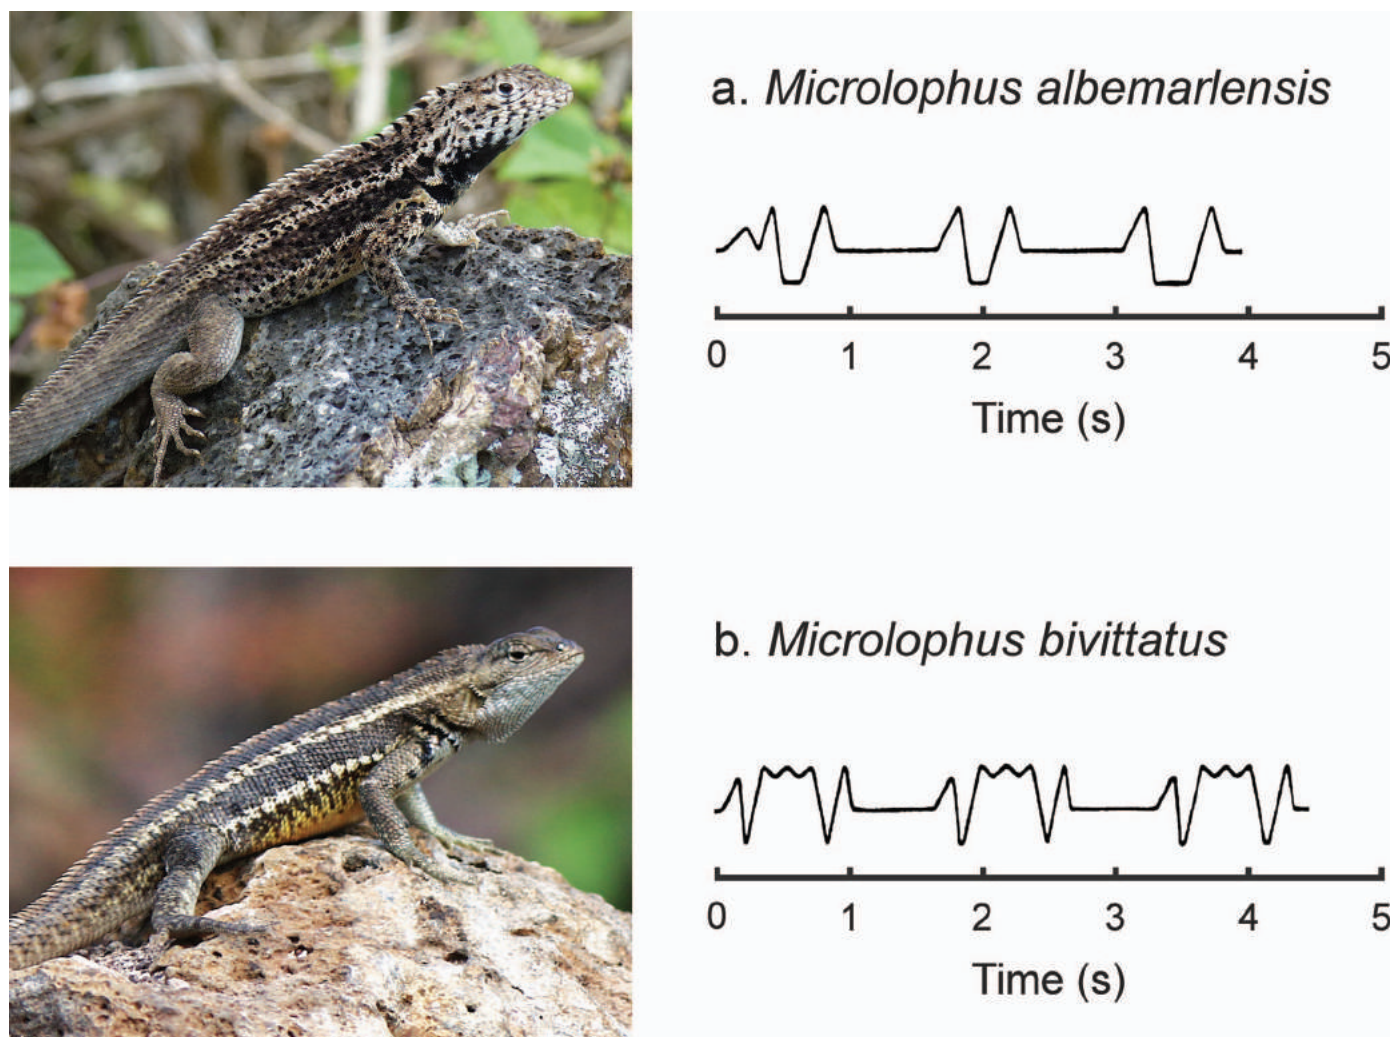 a. Microlophus albemarlensis
0 1 2 3 4 5
Time (s)
b. Microlophus bivittatus
0 1 2 3 4 5
Time (s)